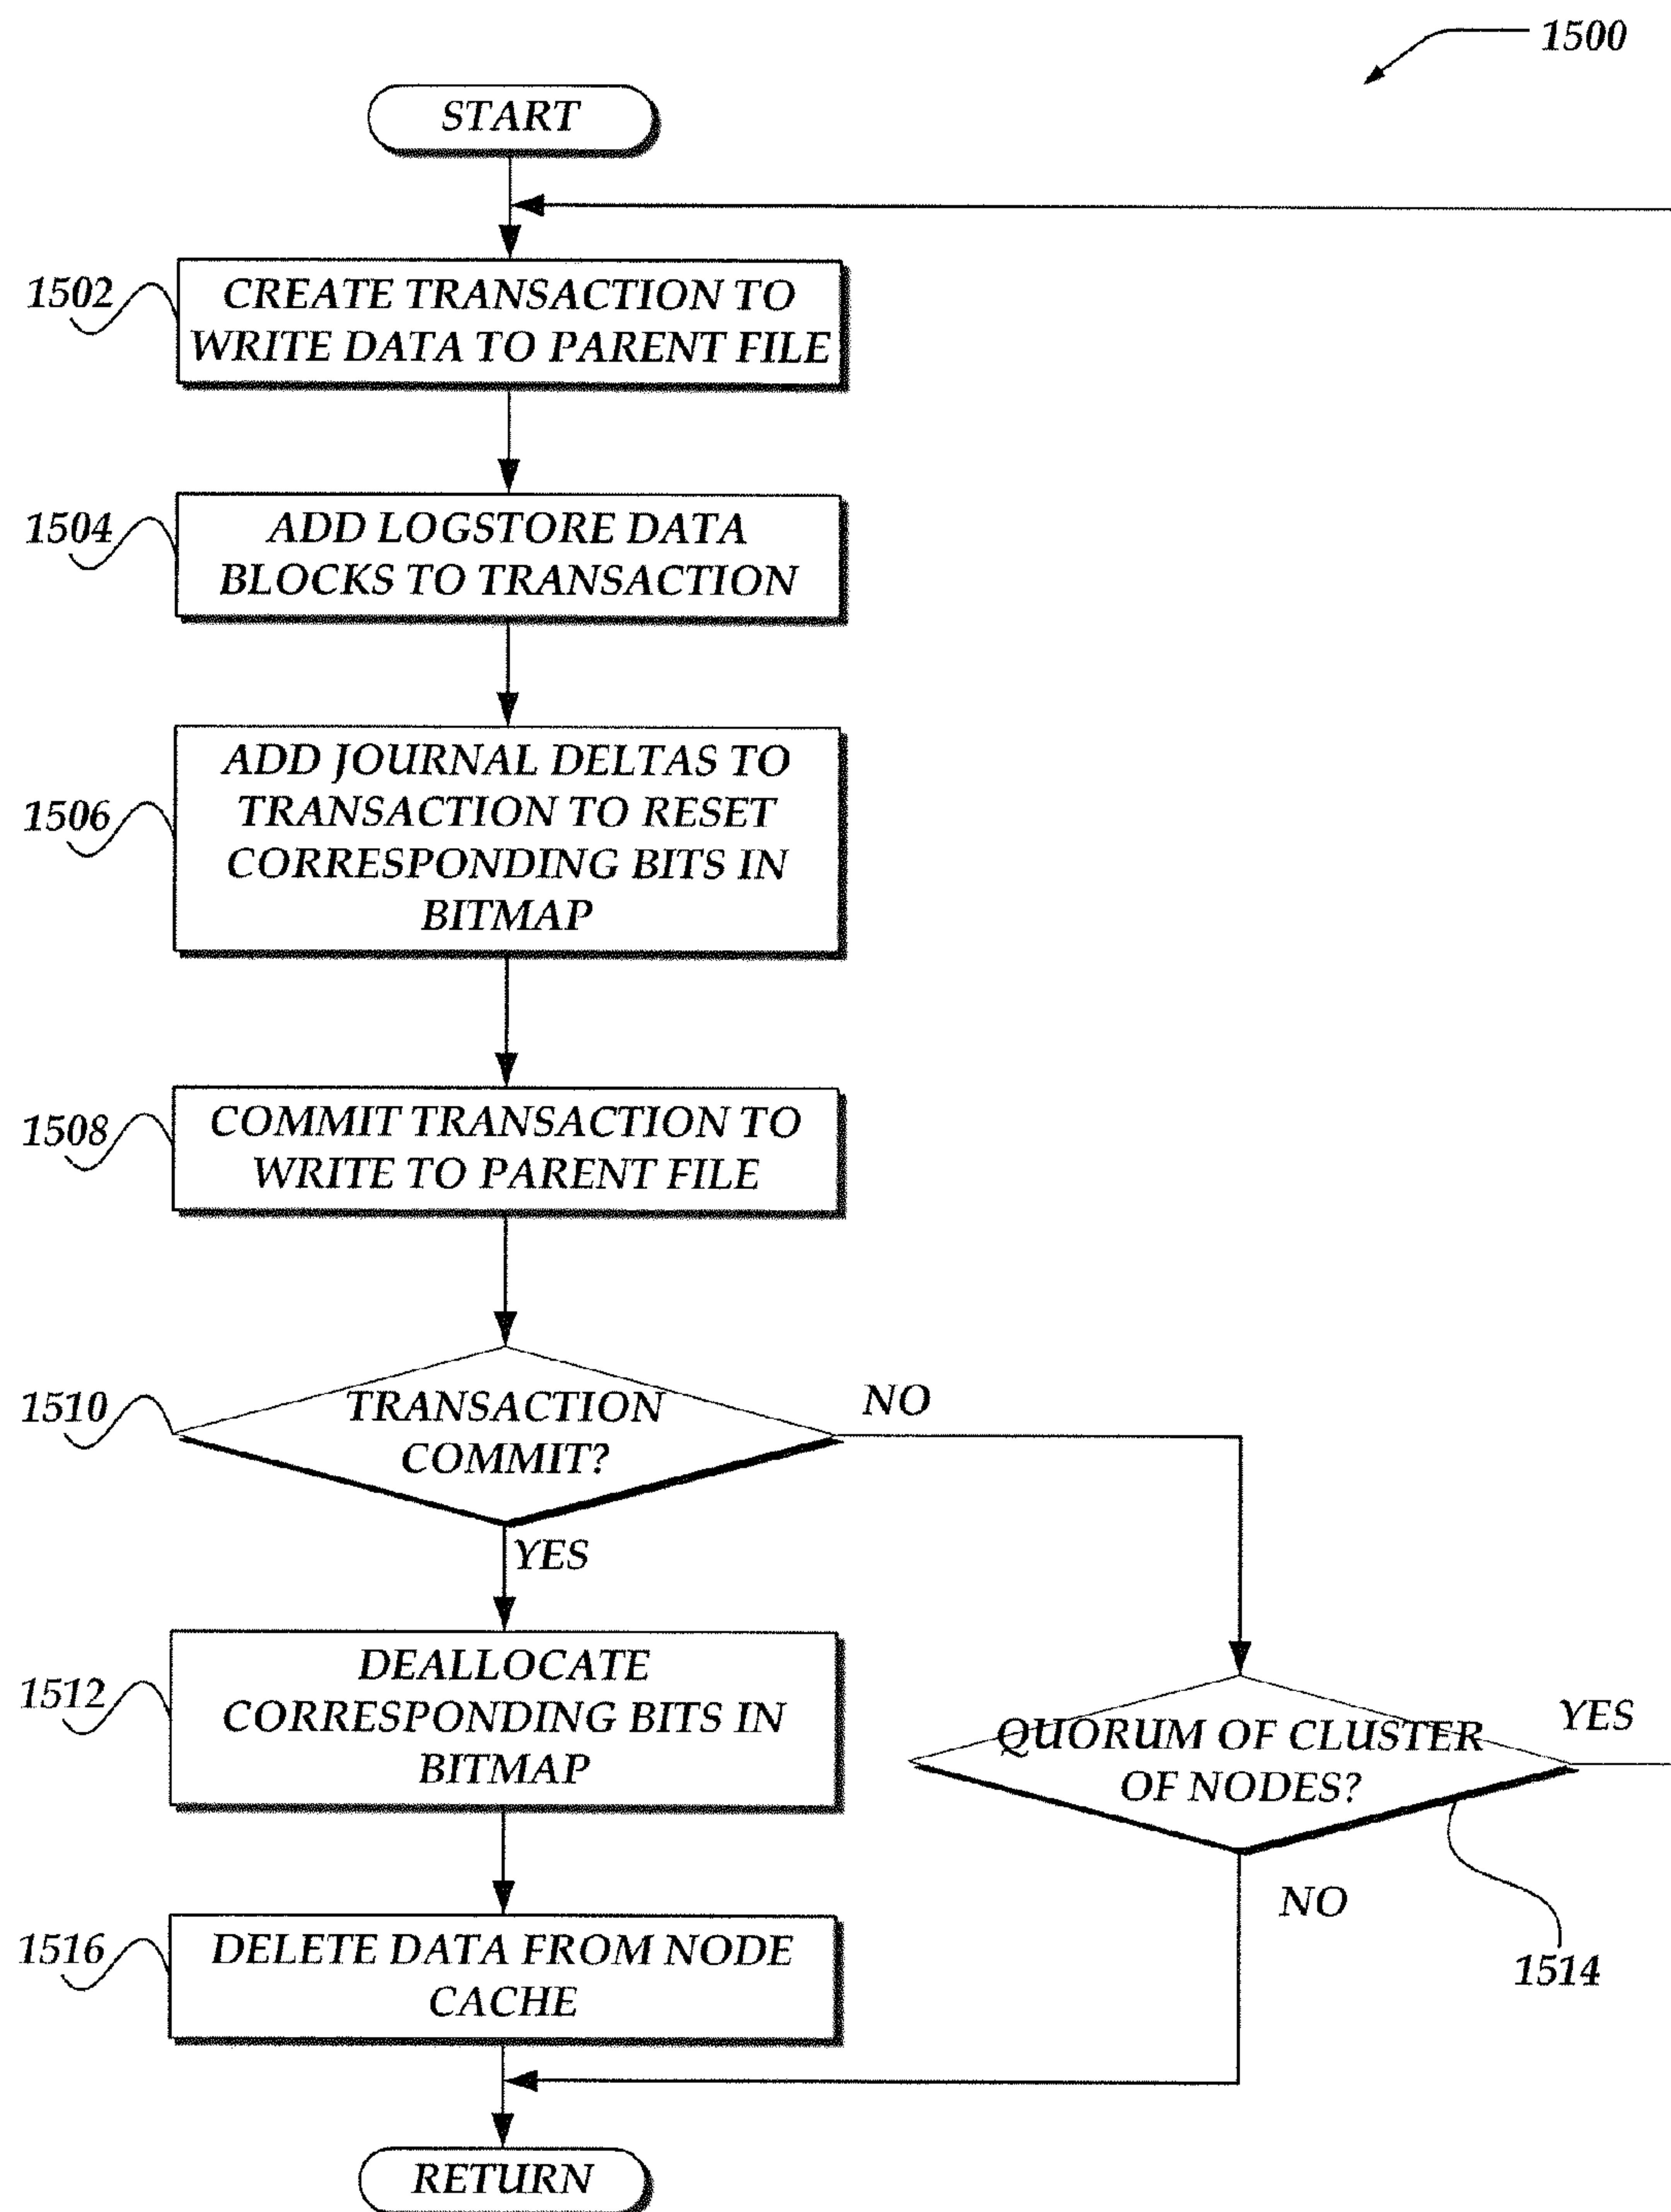 1500
START
1502
CREATE TRANSACTION TO
WRITE DATA TO PARENT FILE
1504
ADD LOGSTORE DATA
BLOCKS TO TRANSACTION
1506
ADD JOURNAL DELTAS TO
TRANSACTION TO RESET
CORRESPONDING BITS IN
BITMAP
1508
COMMIT TRANSACTION TO
WRITE TO PARENT FILE
1510
TRANSACTION
COMMIT?
NO
YES
1512
DEALLOCATE
CORRESPONDING BITS IN
BITMAP
QUORUM OF CLUSTER
OF NODES?
YES
NO
1514
1516
DELETE DATA FROM NODE
CACHE
RETURN